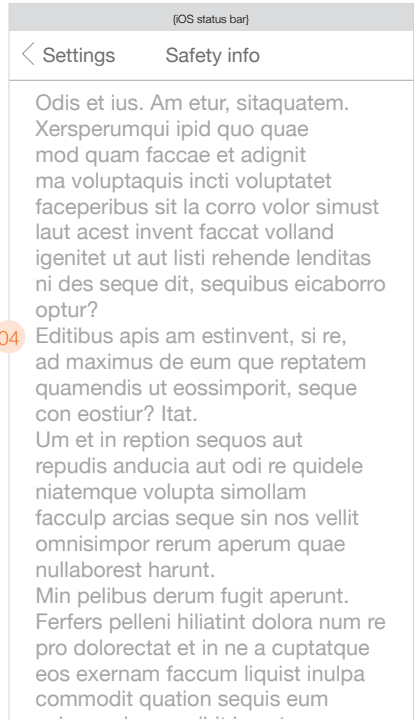 {iOS status bar}
Settings Safety info
Odis et ius. Am etur, sitaquatem.
Xersperumqui ipid quo quae
mod quam faccae et adignit
ma voluptaquis incti voluptatet
faceperibus sit la corro volor simust
laut acest invent faccat volland
igenitet ut aut listi rehende lenditas
ni des seque dit, sequibus eicaborro
optur?
04 Editibus apis am estinvent, si re,
ad maximus de eum que reptatem
quamendis ut eossimporit, seque
con eostiur? Itat.
Um et in reption sequos aut
repudis anducia aut odi re quidele
niatemque volupta simollam
facculp arcias seque sin nos vellit
omnisimpor rerum aperum quae
nullaborest harunt.
Min pelibus derum fugit aperunt.
Ferfers pelleni hiliatint dolora num re
pro dolorectat et in ne a cuptatque
eos exernam faccum liquist inulpa
commodit quation sequis eum